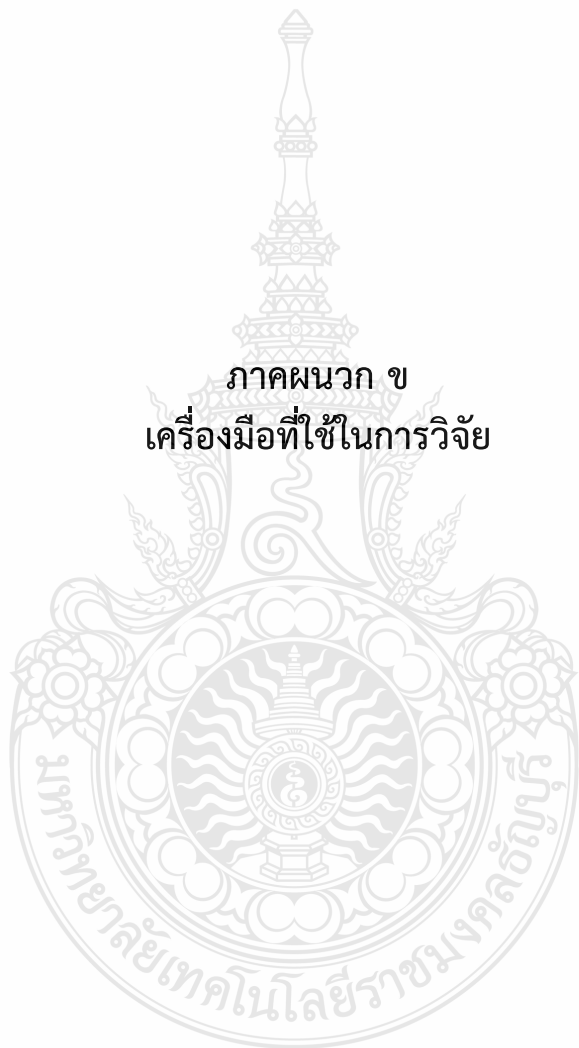 ภาคผนวก ข
เครื่องมือที่ใช้ในการวิจัย
มหาวิทยาลัยเทคโนโลยีราชมงคลธัญบุรี